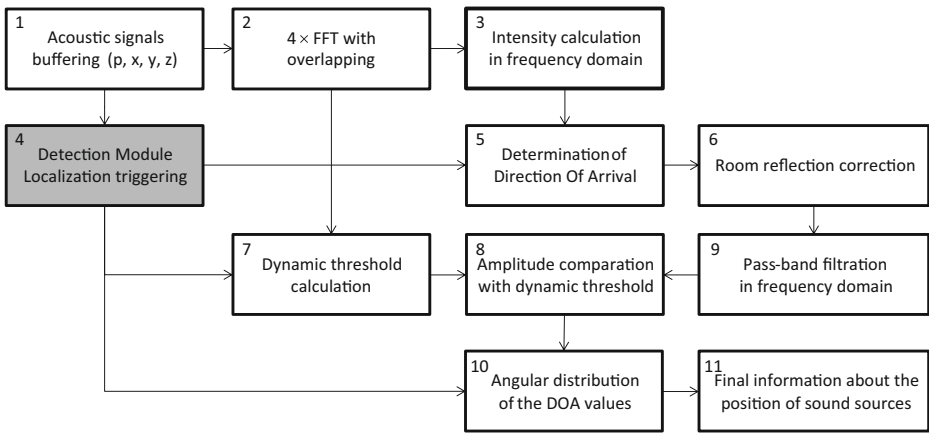 1
Acoustic signals
buffering (p, x, y, z)
2
4 × FFT with
overlapping
3
Intensity calculation
in frequency domain
4
Detection Module
Localization triggering
5
Determination of
Direction Of Arrival
6
Room reflection correction
7
Dynamic threshold
calculation
8
Amplitude comparation
with dynamic threshold
9
Pass-band filtration
in frequency domain
10
Angular distribution
of the DOA values
11
Final information about the
position of sound sources